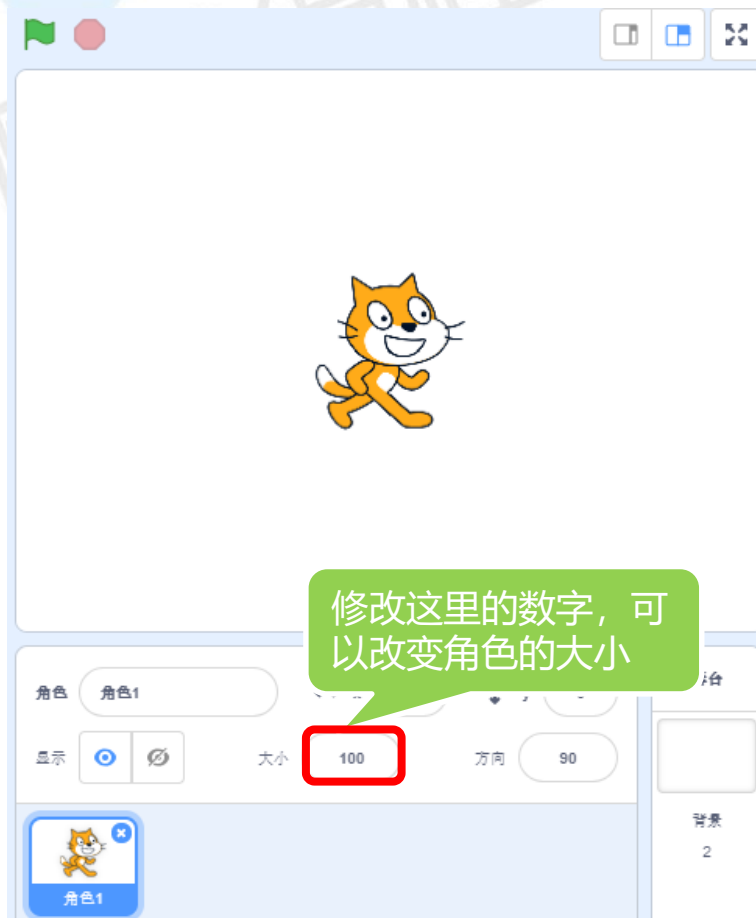 修改这里的数字，可
以改变角色的大小
角色 角色1
显示 大小 100 方向 90
背景
2
角色1